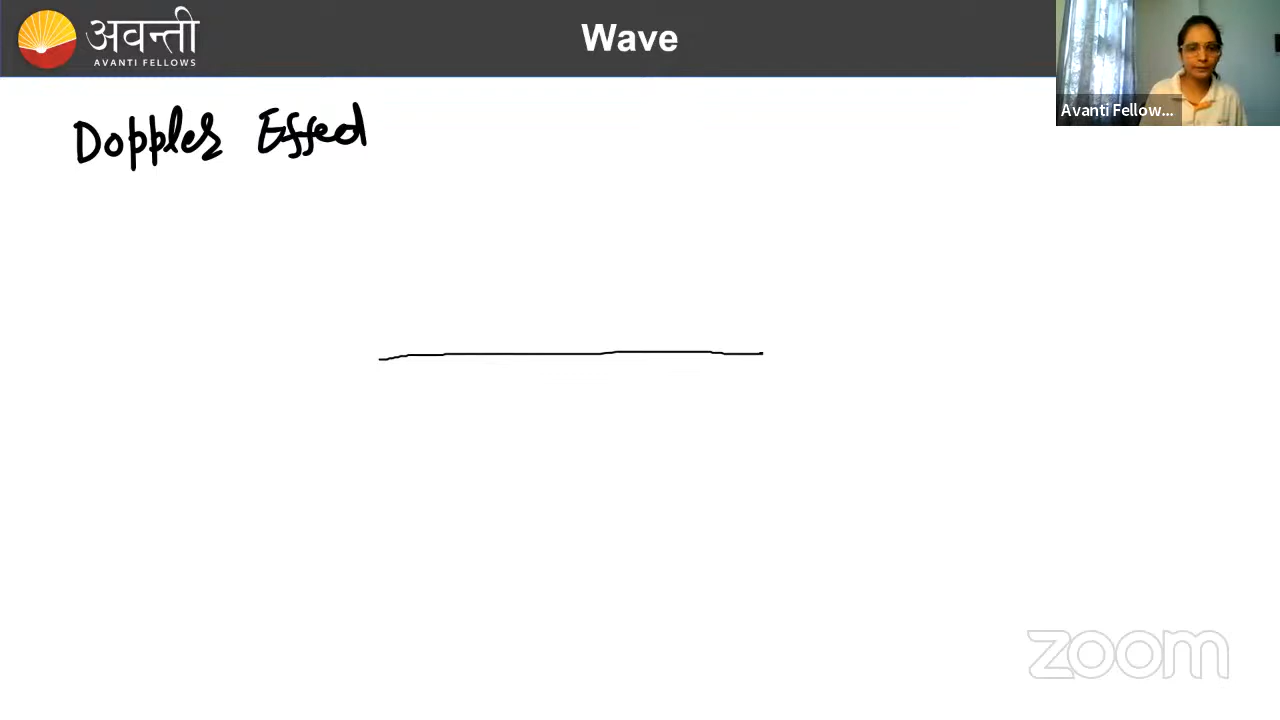 अवन्ती
AVANTI FELLOWS
Wave
Avanti Fellow...
Doppler Effect
zoom